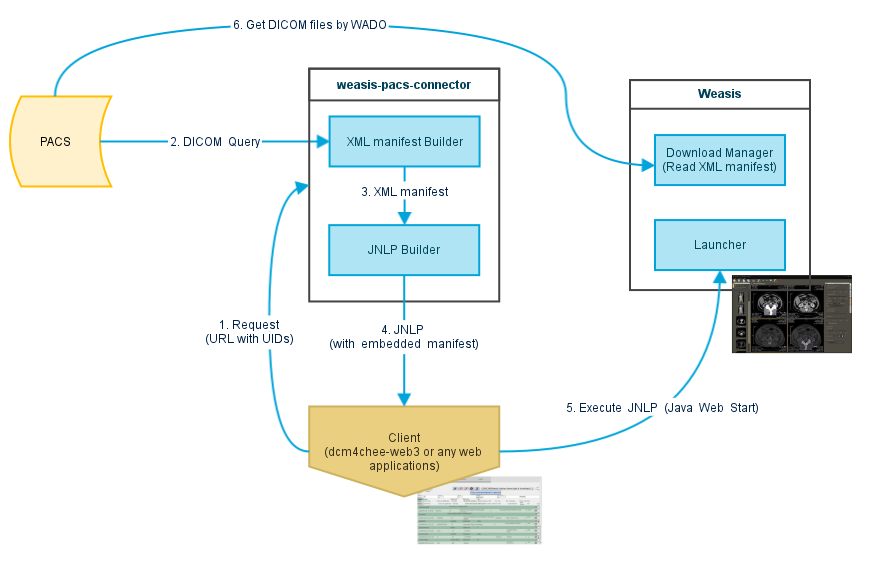 6. Get DICOM files by WADO
weasis-pacs-connector
Weasis
PACS
2. DICOM Query
XML manifest Builder
Download Manager
(Read XML manifest)
3. XML manifest
JNLP Builder
Launcher
1. Request
(URL with UIDs)
4. JNLP
(with embedded manifest)
5. Execute JNLP (Java Web Start)
Client
(dcm4chee-web3 or any web
applications)